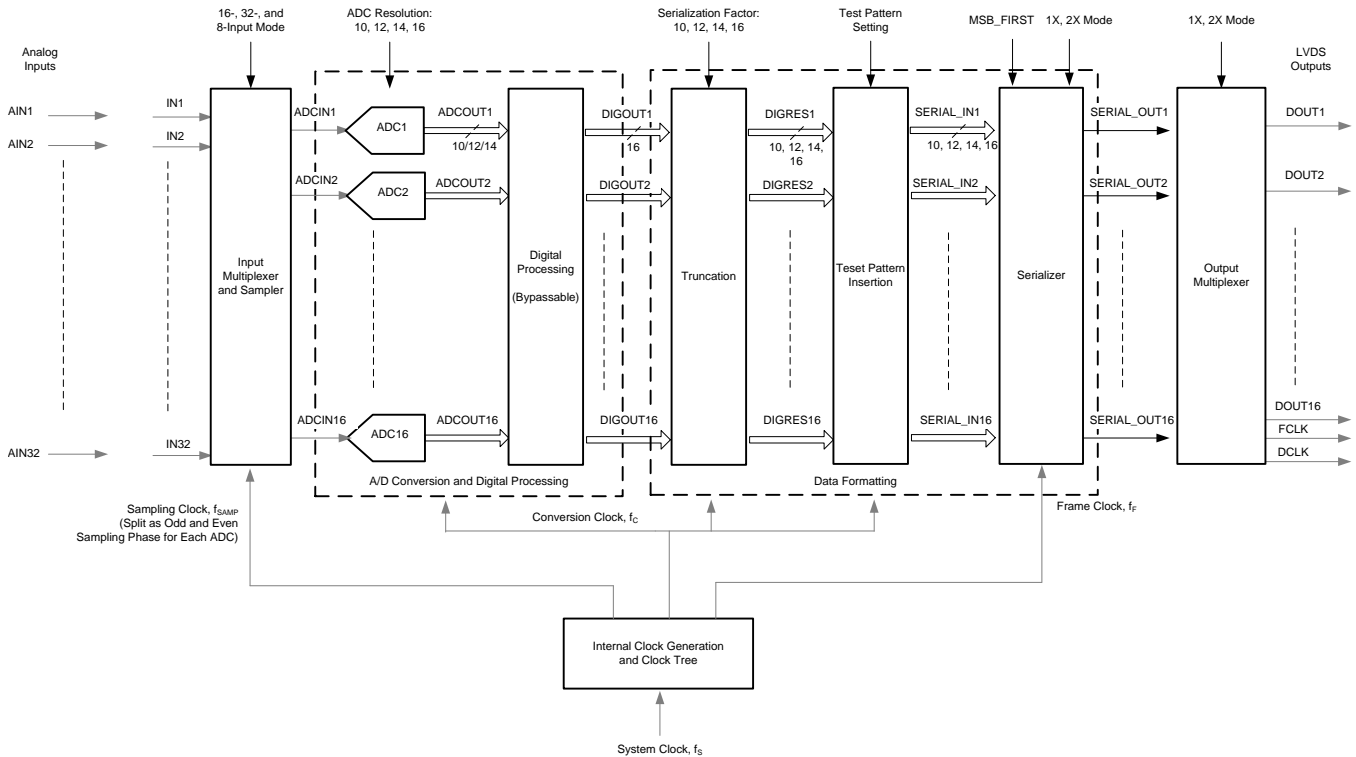 16-, 32-, and
8-Input Mode
ADC Resolution:
10, 12, 14, 16
Serialization Factor:
10, 12, 14, 16
Test Pattern
Setting
MSB_FIRST
1X, 2X Mode
1X, 2X Mode
Analog
Inputs
LVDS
Outputs
AIN1
IN1
ADCIN1
ADC1
ADCOUT1
10/12/14
DIGOUT1
16
DIGRES1
10, 12, 14,
16
SERIAL_IN1
10, 12, 14, 16
SERIAL_OUT1
DOUT1
AIN2
IN2
ADCIN2
ADC2
ADCOUT2
DIGOUT2
DIGRES2
SERIAL_IN2
SERIAL_OUT2
DOUT2
Input
Multiplexer
and Sampler
Digital
Processing
(Bypassable)
Truncation
Teset Pattern
Insertion
Serializer
Output
Multiplexer
AIN32
IN32
ADCIN16
ADC16
ADCOUT16
DIGOUT16
DIGRES16
SERIAL_IN16
SERIAL_OUT16
DOUT16
FCLK
DCLK
A/D Conversion and Digital Processing
Data Formatting
Sampling Clock, fSAMP
(Split as Odd and Even
Sampling Phase for Each ADC)
Conversion Clock, fC
Frame Clock, fF
Internal Clock Generation
and Clock Tree
System Clock, fS